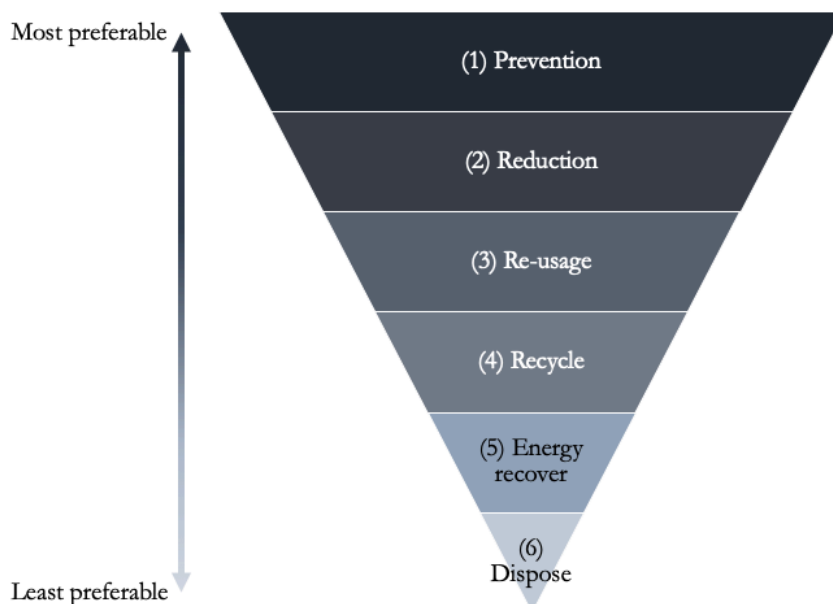 Most preferable
(1) Prevention
(2) Reduction
(3) Re-usage
(4) Recycle
(5) Energy
recover
(6)
Dispose
Least preferable